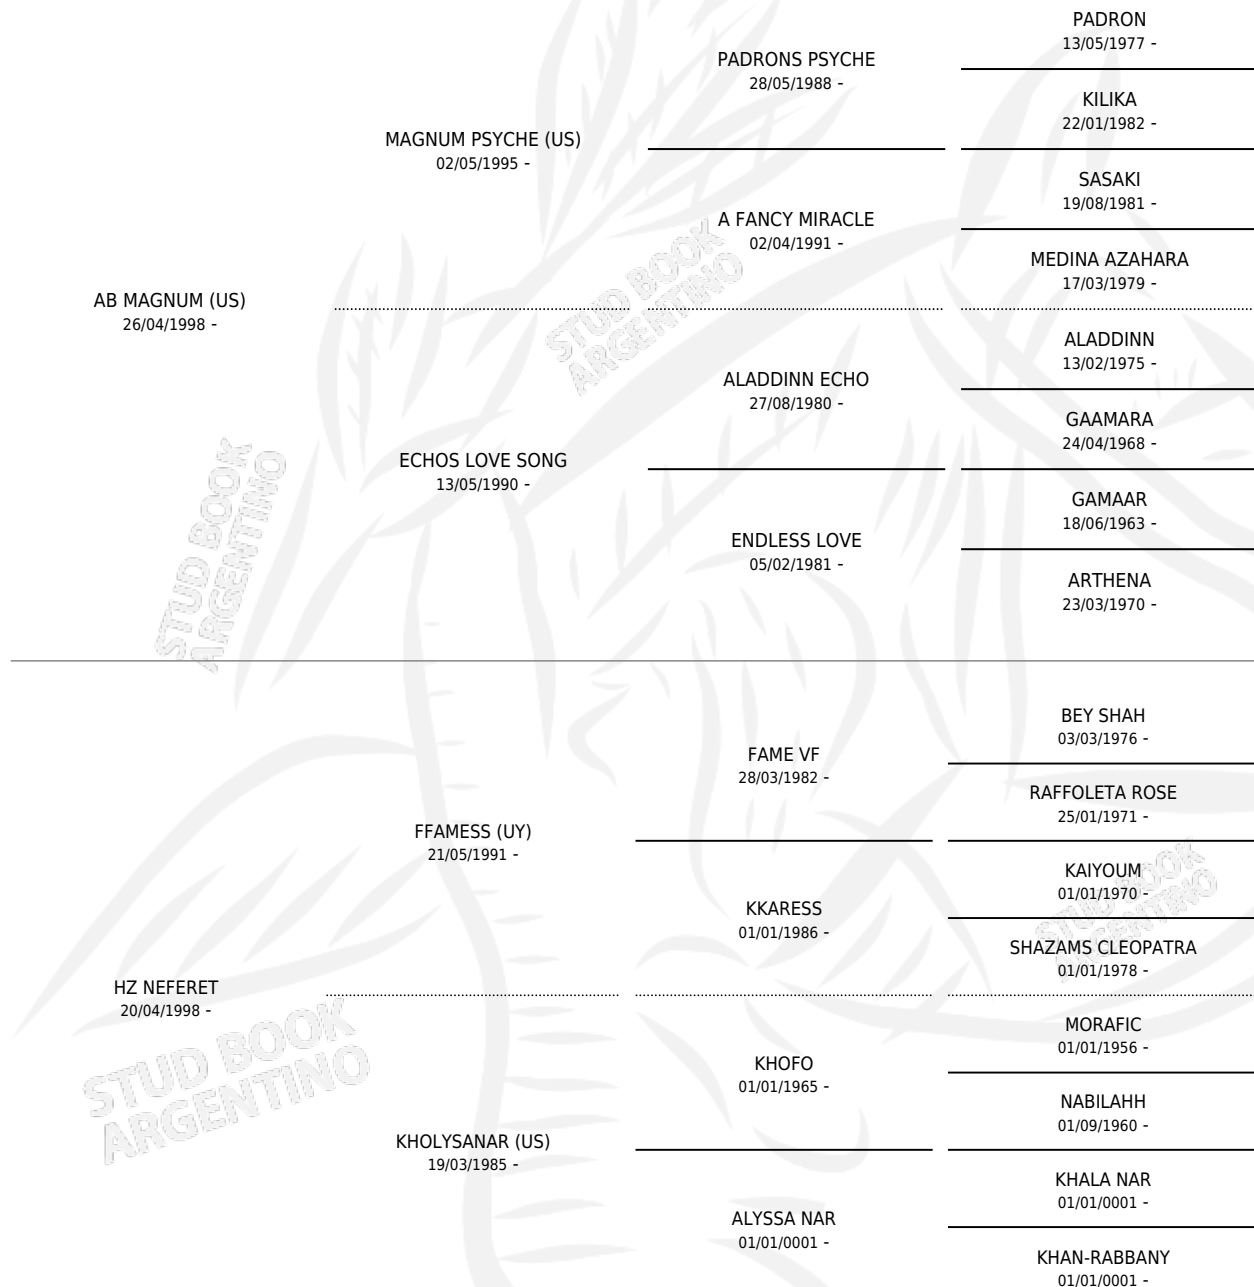 PADRON
13/05/1977 -
PADRONS PSYCHE
28/05/1988 -
KILIKA
22/01/1982 -
MAGNUM PSYCHE (US)
02/05/1995 -
SASAKI
19/08/1981 -
A FANCY MIRACLE
02/04/1991 -
MEDINA AZAHARA
17/03/1979 -
AB MAGNUM (US)
26/04/1998 -
ALADDINN
13/02/1975 -
ALADDINN ECHO
27/08/1980 -
GAAMARA
24/04/1968 -
ECHOS LOVE SONG
13/05/1990 -
GAMAAR
18/06/1963 -
ENDLESS LOVE
05/02/1981 -
ARTHENA
23/03/1970 -
BEY SHAH
03/03/1976 -
FAME VF
28/03/1982 -
RAFFOLETA ROSE
25/01/1971 -
FFAMESS (UY)
21/05/1991 -
KAIYOUM
01/01/1970 -
KKARESS
01/01/1986 -
SHAZAMS CLEOPATRA
01/01/1978 -
HZ NEFERET
20/04/1998 -
MORAFIC
01/01/1956 -
KHOFO
01/01/1965 -
NABILAHH
01/09/1960 -
KHOLYSANAR (US)
19/03/1985 -
KHALA NAR
01/01/0001 -
ALYSSA NAR
01/01/0001 -
KHAN-RABBANY
01/01/0001 -
STUD BOOK
ARGENTINO
STUD BOOK
ARGENTINO
STUD BOOK
ARGENTINO
STUD BOOK
ARGENTINO